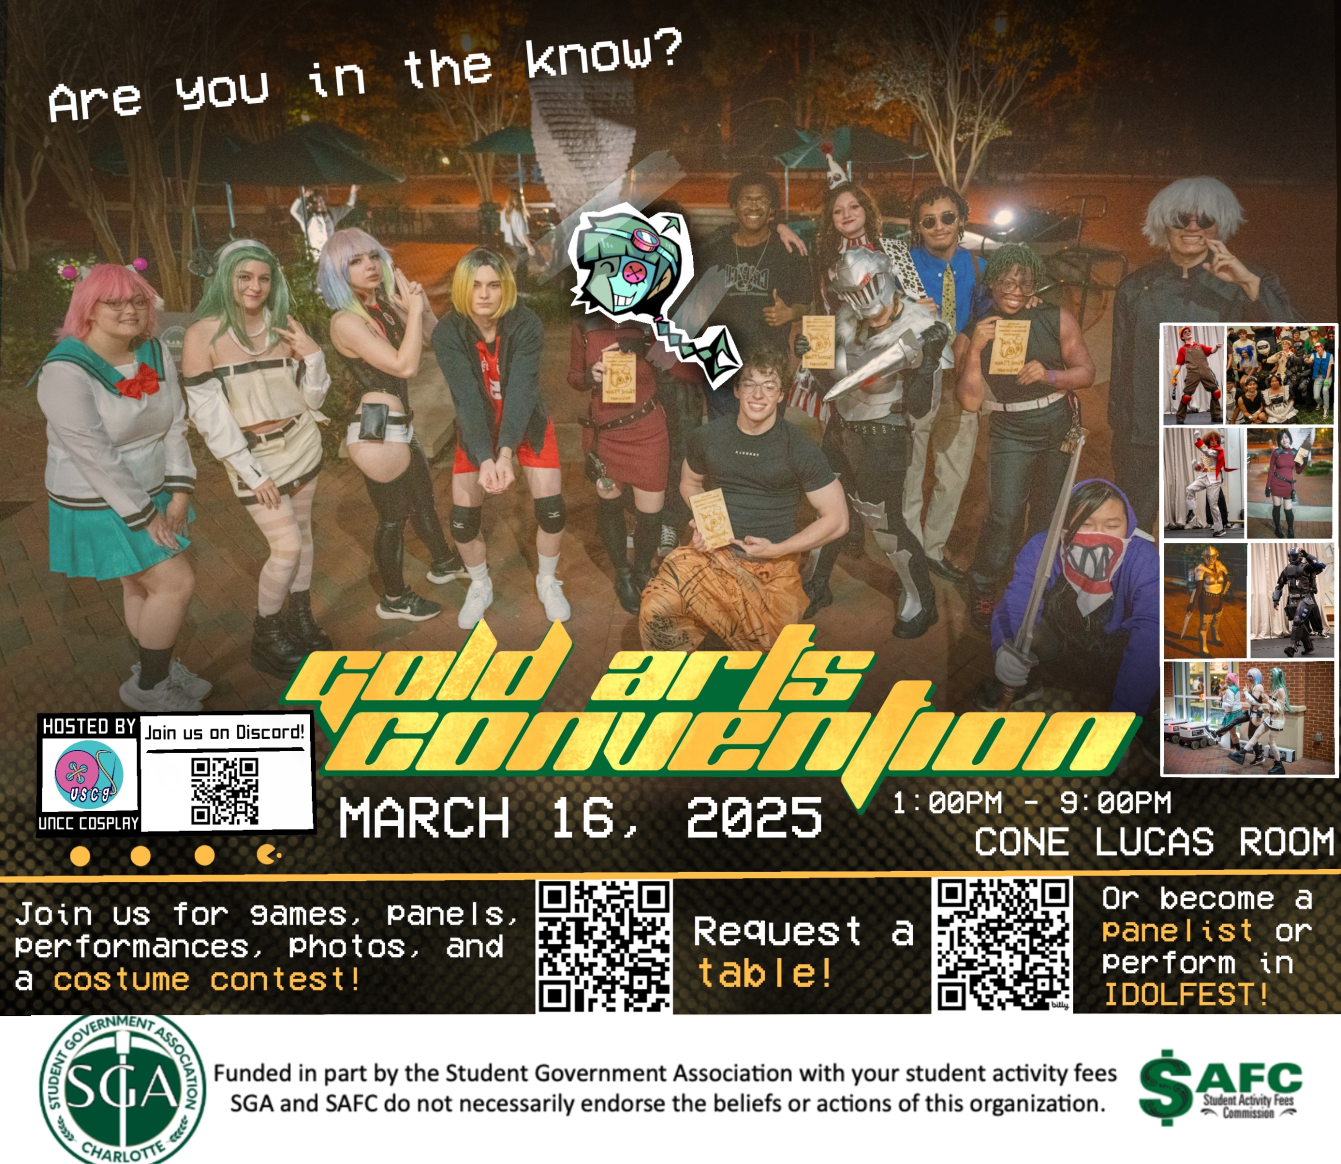 Are you in the know?
gold arts
convention
HOSTED BY
USCG
UNCC COSPLAY
Join us on Discord!
MARCH 16, 2025
1:00PM - 9:00PM
CONE LUCAS ROOM
Join us for games, panels,
performances, photos, and
a costume contest!
Request a
table!
bitly
Or become a
panelist or
perform in
IDOLFEST!
STUDENT GOVERNMENT ASSOCIATION
SGA
CHARLOTTE
Funded in part by the Student Government Association with your student activity fees
SGA and SAFC do not necessarily endorse the beliefs or actions of this organization.
$AFC
Student Activity Fees
Commission